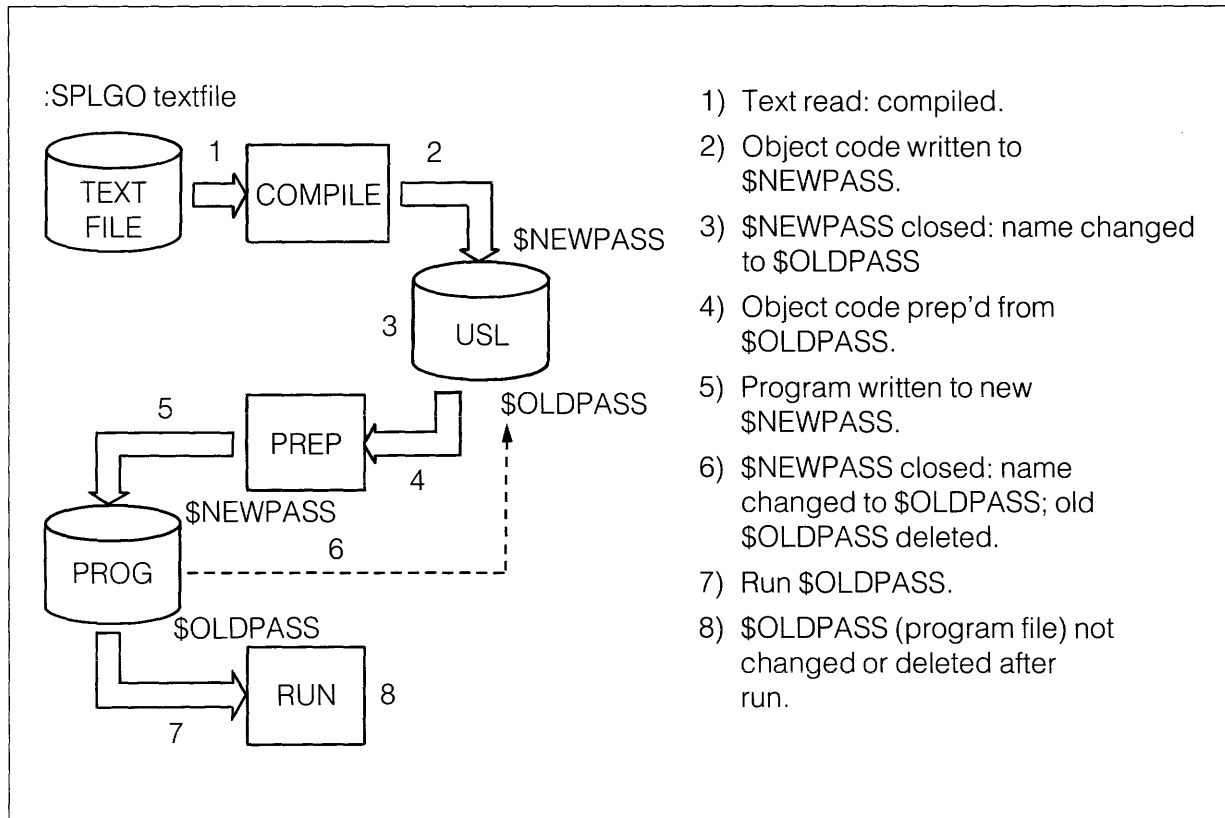 :SPLGO textfile
TEXT
FILE
1
COMPILE
2
$NEWPASS
3
USL
$OLDPASS
5
PREP
4
$NEWPASS
6
PROG
$OLDPASS
RUN
8
7
1) Text read: compiled.
2) Object code written to
$NEWPASS.
3) $NEWPASS closed: name changed
to $OLDPASS
4) Object code prep'd from
$OLDPASS.
5) Program written to new
$NEWPASS.
6) $NEWPASS closed: name
changed to $OLDPASS; old
$OLDPASS deleted.
7) Run $OLDPASS.
8) $OLDPASS (program file) not
changed or deleted after
run.